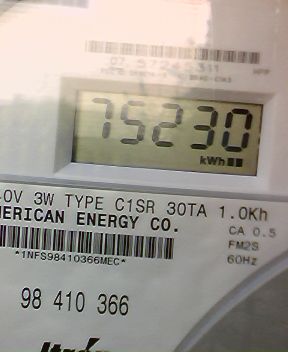 75230
kWh
0V 3W TYPE C1SR 30TA 1.0Kh
MERICAN ENERGY CO.
CA 0.5
FM2S
60Hz
*1NFS98410366MEC*
98 410 366
Itron